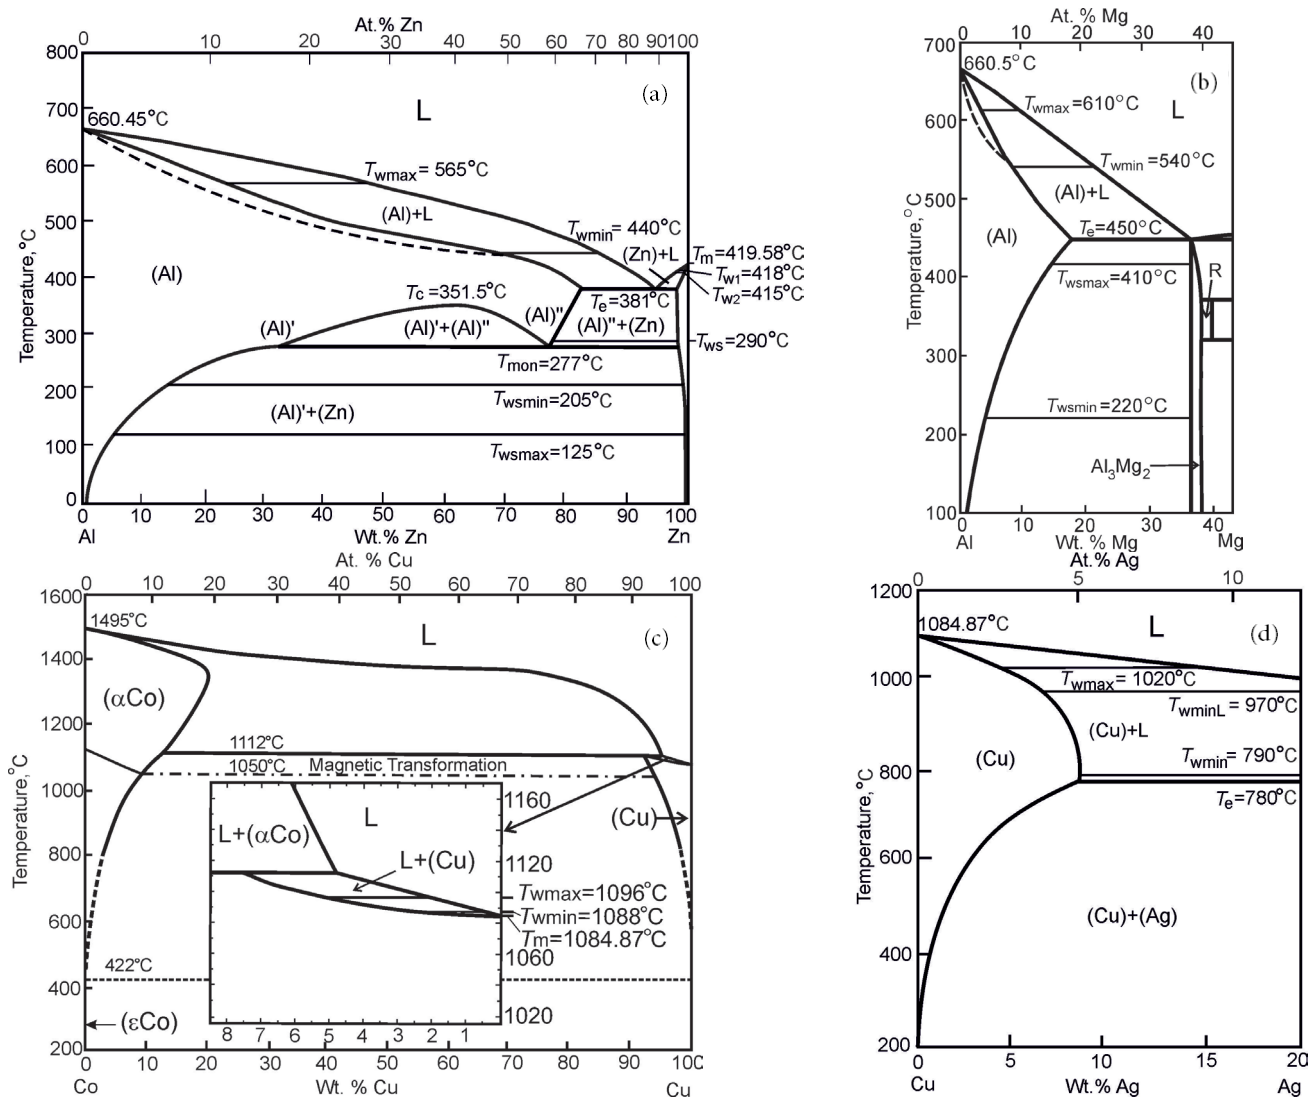 At.% Zn
0 10 20 30 40 50 60 70 80 90 100
800
(a)
700
L
660.45°C
600
Twmax= 565°C
(Al)+L
500
Twmin= 440°C
(Zn)+L
Tm=419.58°C
Tw1=418°C
Tw2=415°C
400
(Al)
Tc=351.5°C
Te=381°C
(Al)'
(Al)'+(Al)"
(Al)"
(Al)"+(Zn)
300
Tws=290°C
Tmon=277°C
200
Twsmin=205°C
(Al)'+(Zn)
100
Twsmax=125°C
0
Temperature,°C
0 10 20 30 40 50 60 70 80 90 100
Al Wt.% Zn Zn
At. % Mg
0 10 20 30 40
700
660.5°C
(b)
Twmax=610°C
L
600
Twmin=540°C
(Al)+L
500
Te=450°C
(Al)
Twsmax=410°C
R
400
300
Twsmin=220°C
200
Al3Mg2
100
Temperature,°C
0 10 20 30 40
Al Wt.% Mg Mg
At. % Cu
0 10 20 30 40 50 60 70 80 90 100
1600
1495°C
L
(c)
1400
(αCo)
1200
1112°C
1050°C Magnetic Transformation
1000
1160
(Cu)
L
L+(αCo)
L+(Cu)
800
1120
Twmax=1096°C
Twmin=1088°C
Tm=1084.87°C
600
1060
422°C
400
(εCo)
1020
8 7 6 5 4 3 2 1
200
Temperature,°C
0 10 20 30 40 50 60 70 80 90 100
Co Wt. % Cu Cu
At.% Ag
0 5 10
1200
1084.87°C
L
(d)
Twmax= 1020°C
1000
TwminL= 970°C
(Cu)+L
Twmin= 790°C
(Cu)
800
Te=780°C
600
(Cu)+(Ag)
400
200
Temperature,°C
0 5 10 15 20
Cu Wt.% Ag Ag